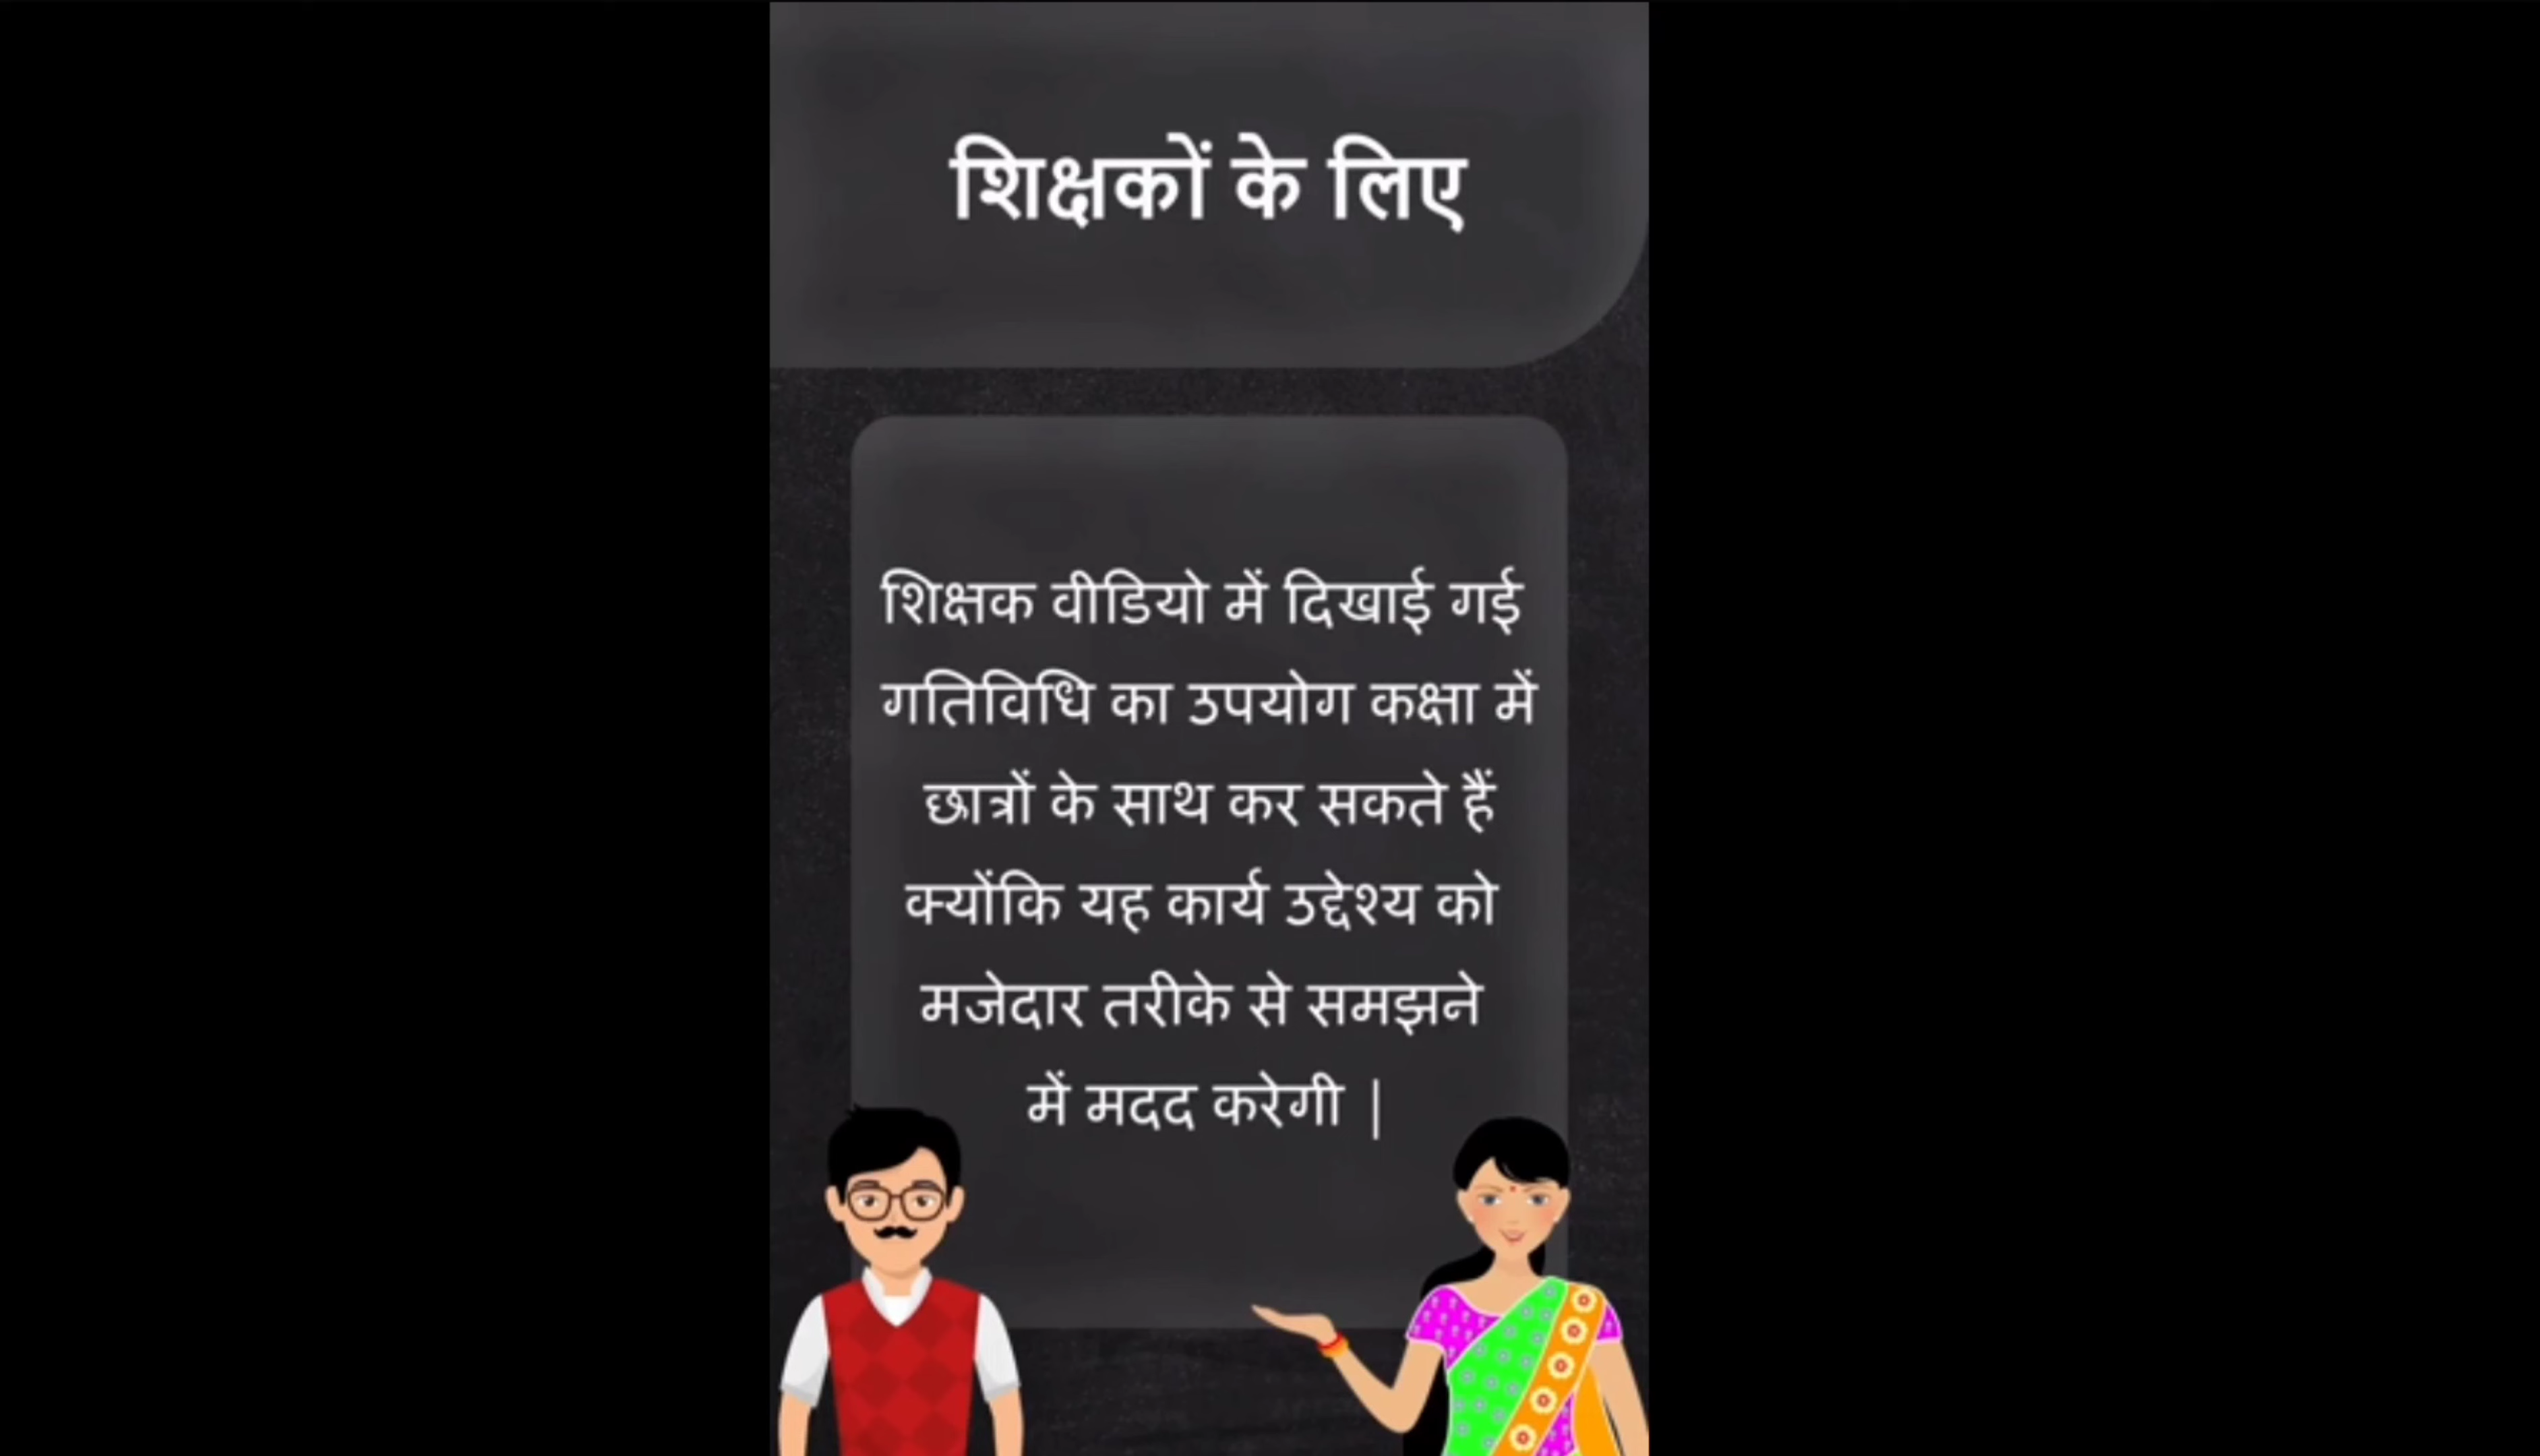 शिक्षकों के लिए
शिक्षक वीडियो में दिखाई गई
गतिविधि का उपयोग कक्षा में
छात्रों के साथ कर सकते हैं
क्योंकि यह कार्य उद्देश्य को
मजेदार तरीके से समझने
में मदद करेगी |